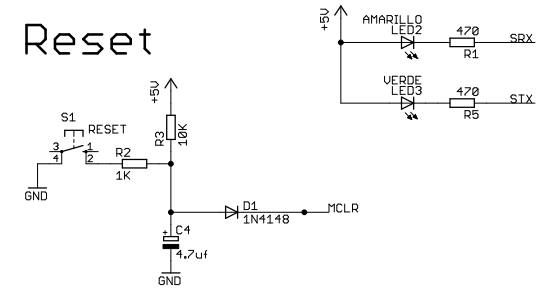 Reset
+5V
AMARILLO
LED2
470
R1
SRX
VERDE
LED3
470
R5
STX
+5V
S1
RESET
3 1
4 2
R2
1K
R3
10K
GND
D1
1N4148
MCLR
+
C4
4.7uf
GND